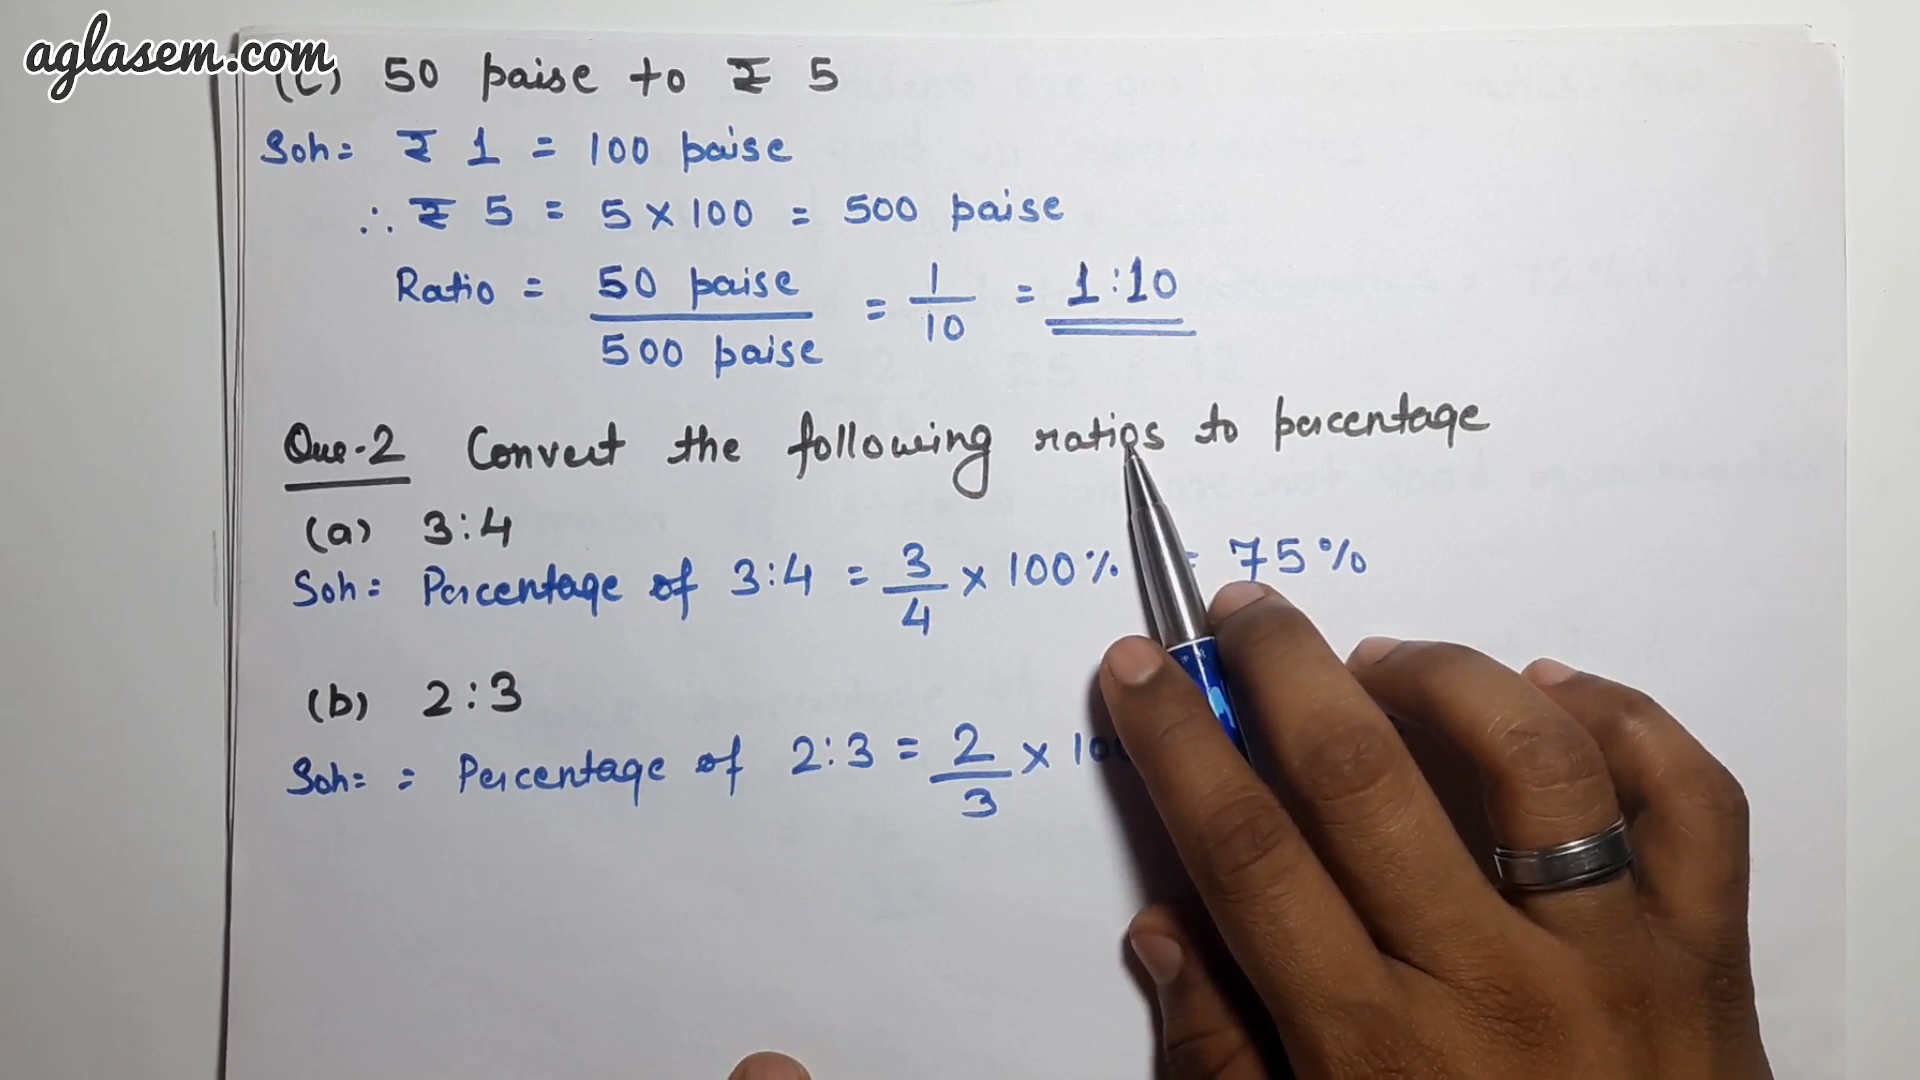 aglasem.com
(c) 50 paise to ₹ 5
Soln= ₹ 1 = 100 paise
∴ ₹ 5 = 5 × 100 = 500 paise
Ratio = 50 paise / 500 paise = 1/10 = 1:10
Que.2 Convert the following ratios to percentage
(a) 3:4
Soln= Percentage of 3:4 = 3/4 × 100% = 75%
(b) 2:3
Soln= = Percentage of 2:3 = 2/3 ×